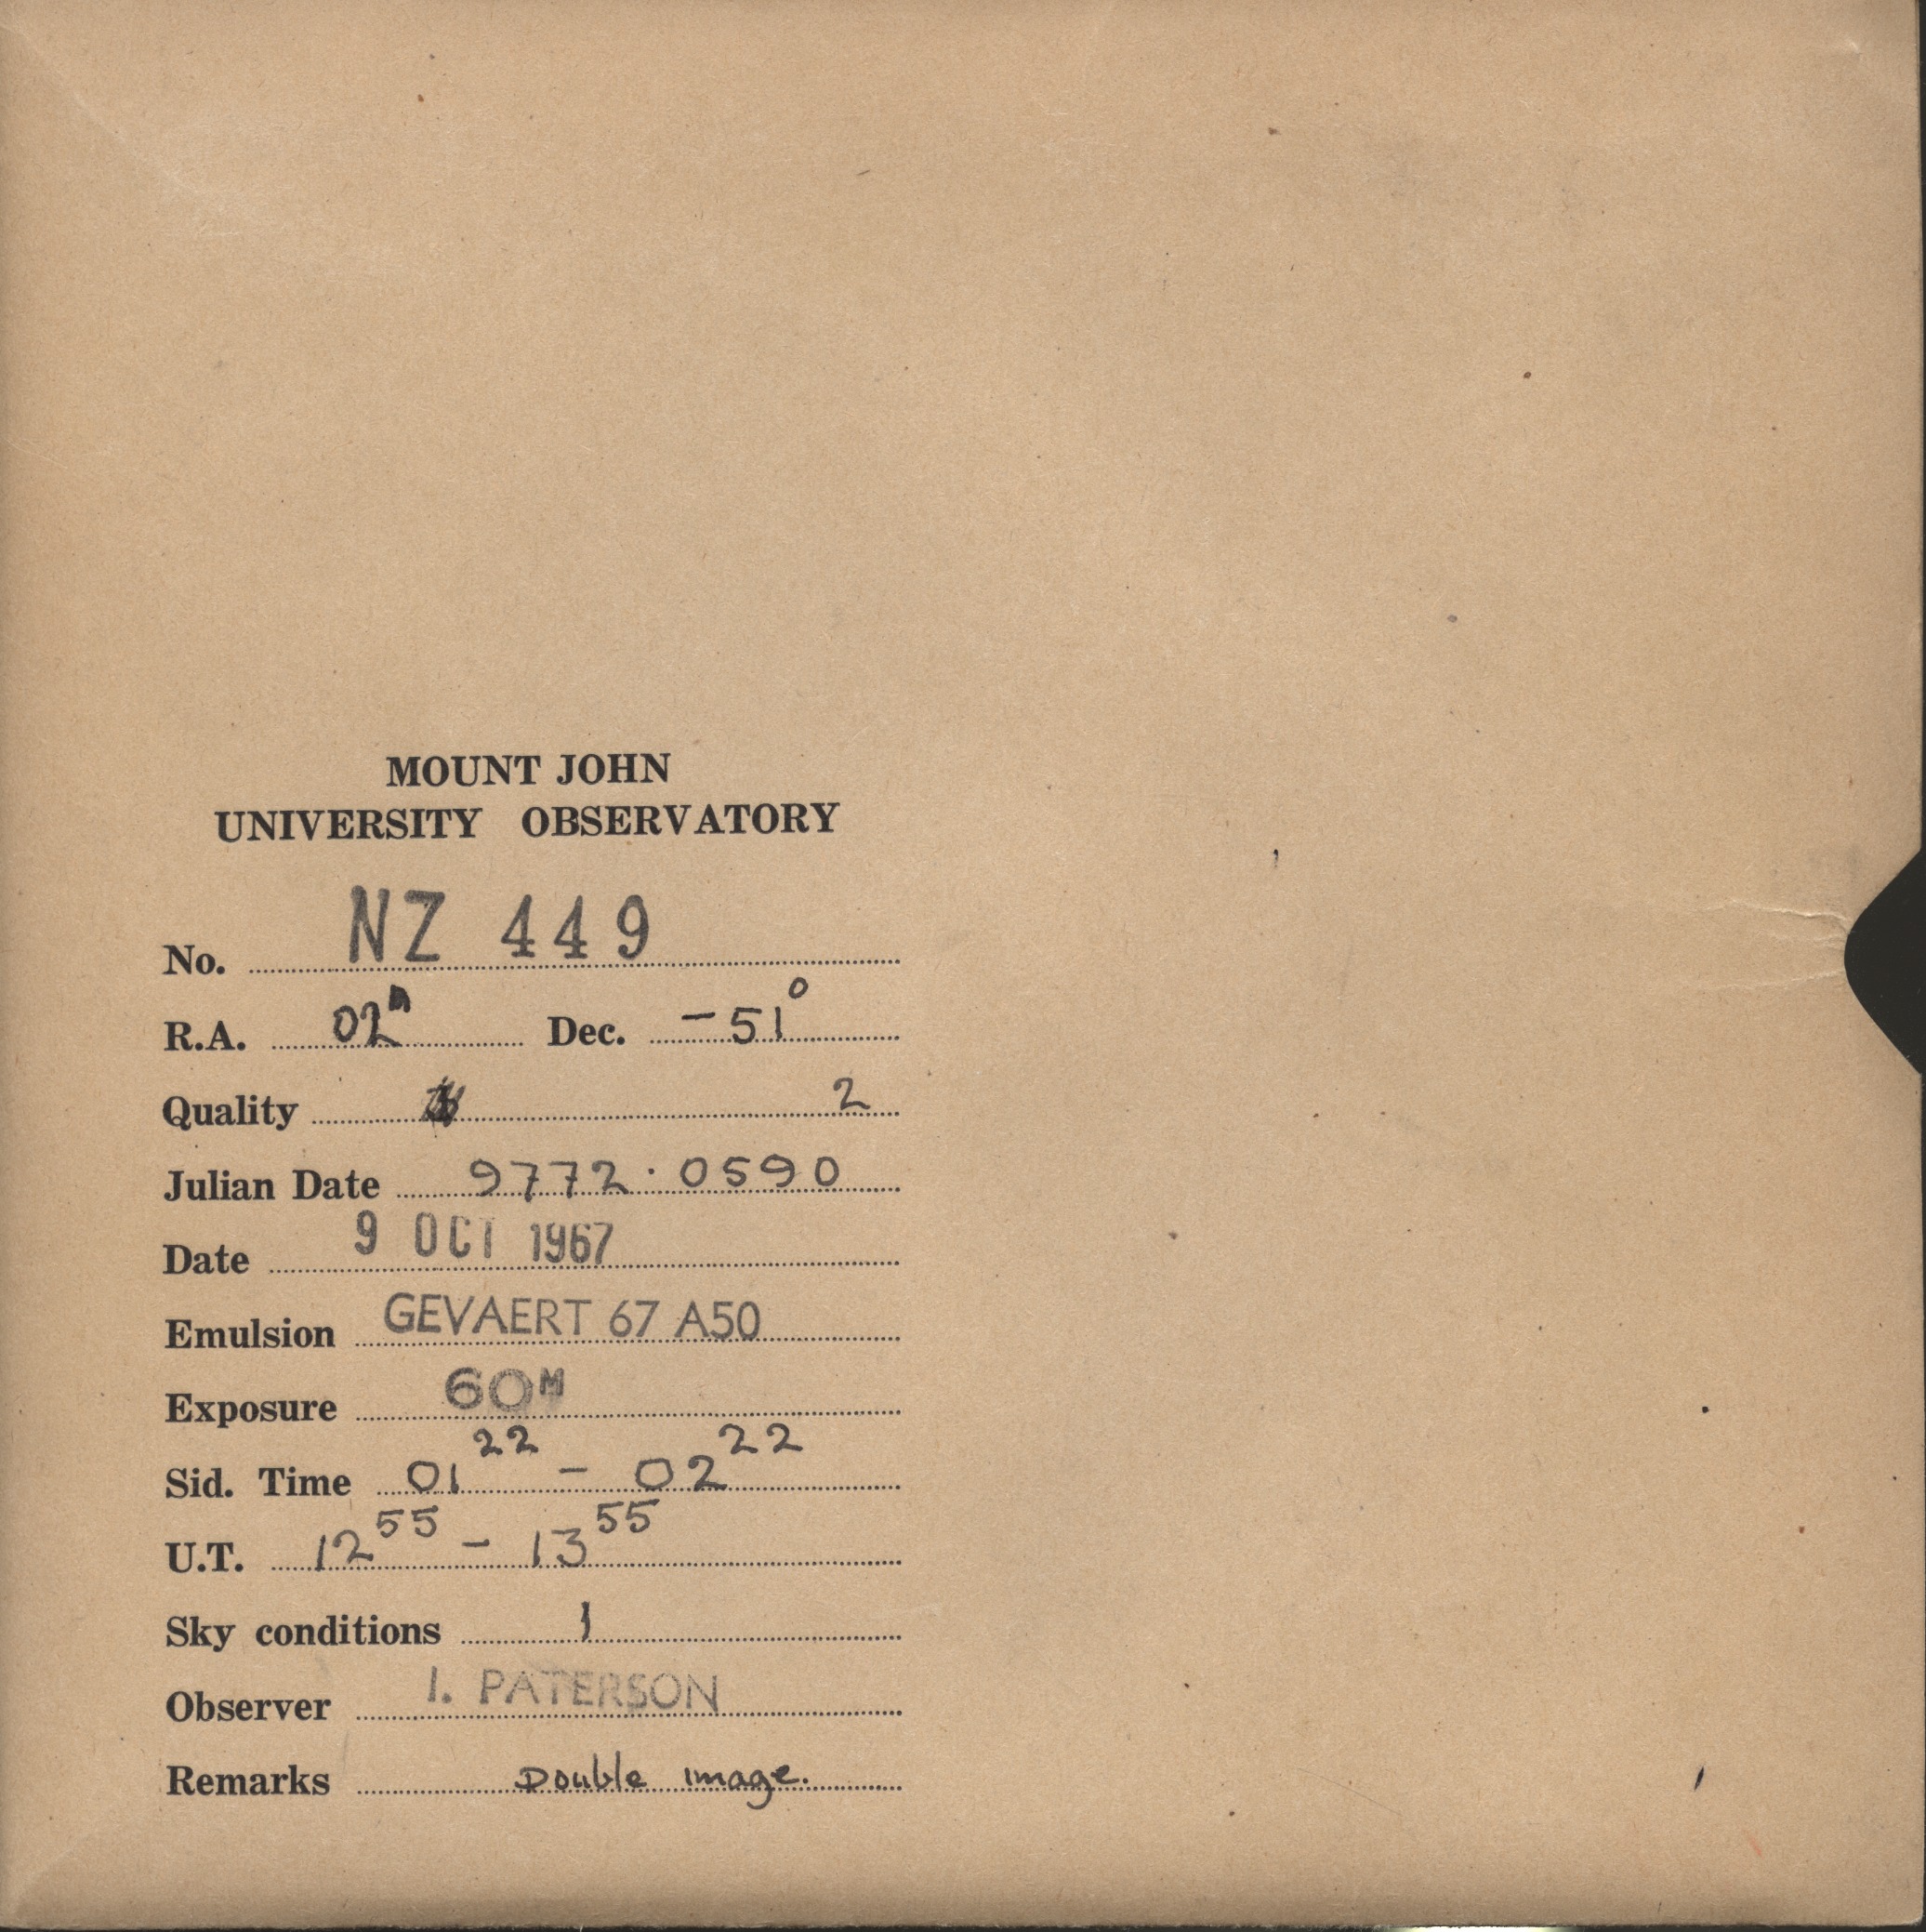 MOUNT JOHN
UNIVERSITY OBSERVATORY
No. NZ 449
R.A. 02h Dec. -51°
Quality 2
Julian Date 9772.0590
Date 9 OCT 1967
Emulsion GEVAERT 67 A50
Exposure 60M
Sid. Time 01 22 - 02 22
U.T. 12 55 - 13 55
Sky conditions 1
Observer I. PATERSON
Remarks Double image.